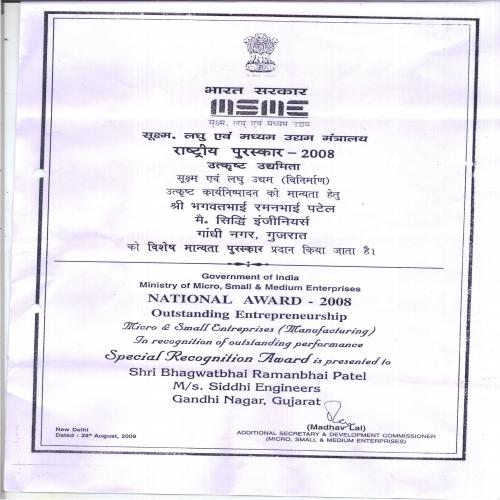 भारत सरकार
MSME
सूक्ष्म, लघु एवं मध्यम उद्यम
सूक्ष्म, लघु एवं मध्यम उद्यम मंत्रालय
राष्ट्रीय पुरस्कार – 2008
उत्कृष्ट उद्यमिता
सूक्ष्म एवं लघु उद्यम (विनिर्माण)
उत्कृष्ट कार्यनिष्पादन को मान्यता हेतु
श्री भगवतभाई रमनभाई पटेल
मै. सिद्धि इंजीनियर्स
गांधी नगर, गुजरात
को विशेष मान्यता पुरस्कार प्रदान किया जाता है।
Government of India
Ministry of Micro, Small & Medium Enterprises
NATIONAL AWARD - 2008
Outstanding Entrepreneurship
Micro & Small Entreprises (Manufacturing)
In recognition of outstanding performance
Special Recognition Award is presented to
Shri Bhagwatbhai Ramanbhai Patel
M/s. Siddhi Engineers
Gandhi Nagar, Gujarat
(Madhav Lal)
New Delhi
Dated : 28th August, 2009
ADDITIONAL SECRETARY & DEVELOPMENT COMMISSIONER
(MICRO, SMALL & MEDIUM ENTERPRISES)